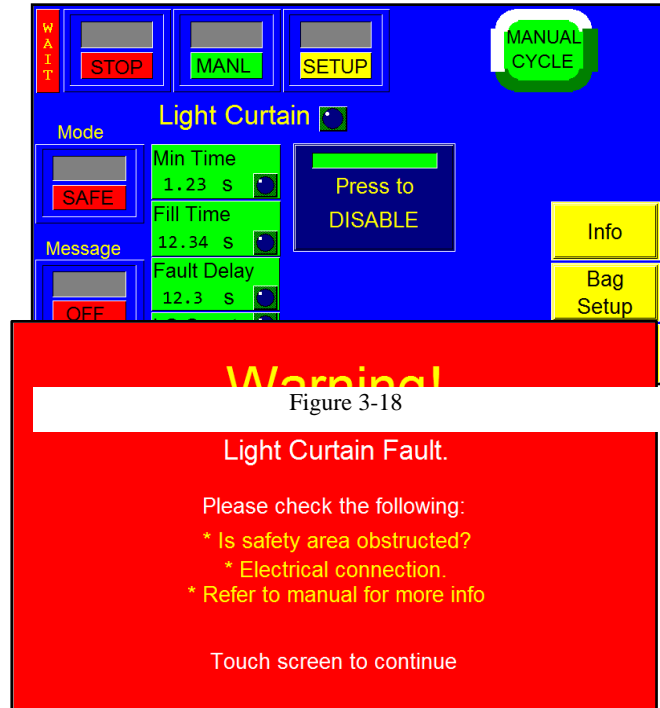 WAIT
STOP
MANL
SETUP
MANUAL
CYCLE
Light Curtain
Mode
SAFE
Min Time
1.23 s
Press to
DISABLE
Fill Time
12.34 s
Message
Info
Fault Delay
12.3 s
Bag
Setup
OFF
Warning!
Figure 3-18
Light Curtain Fault.
Please check the following:
* Is safety area obstructed?
* Electrical connection.
* Refer to manual for more info
Touch screen to continue